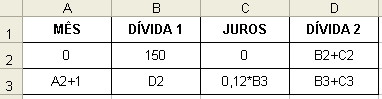 A B C D
1 MÊS DÍVIDA 1 JUROS DÍVIDA 2
2 0 150 0 B2+C2
3 A2+1 D2 0,12*B3 B3+C3